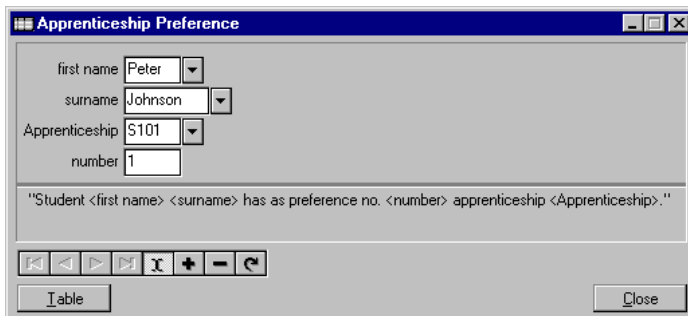 Apprenticeship Preference
first name Peter
surname Johnson
Apprenticeship S101
number 1
"Student <first name> <surname> has as preference no. <number> apprenticeship <Apprenticeship>."
Table Close